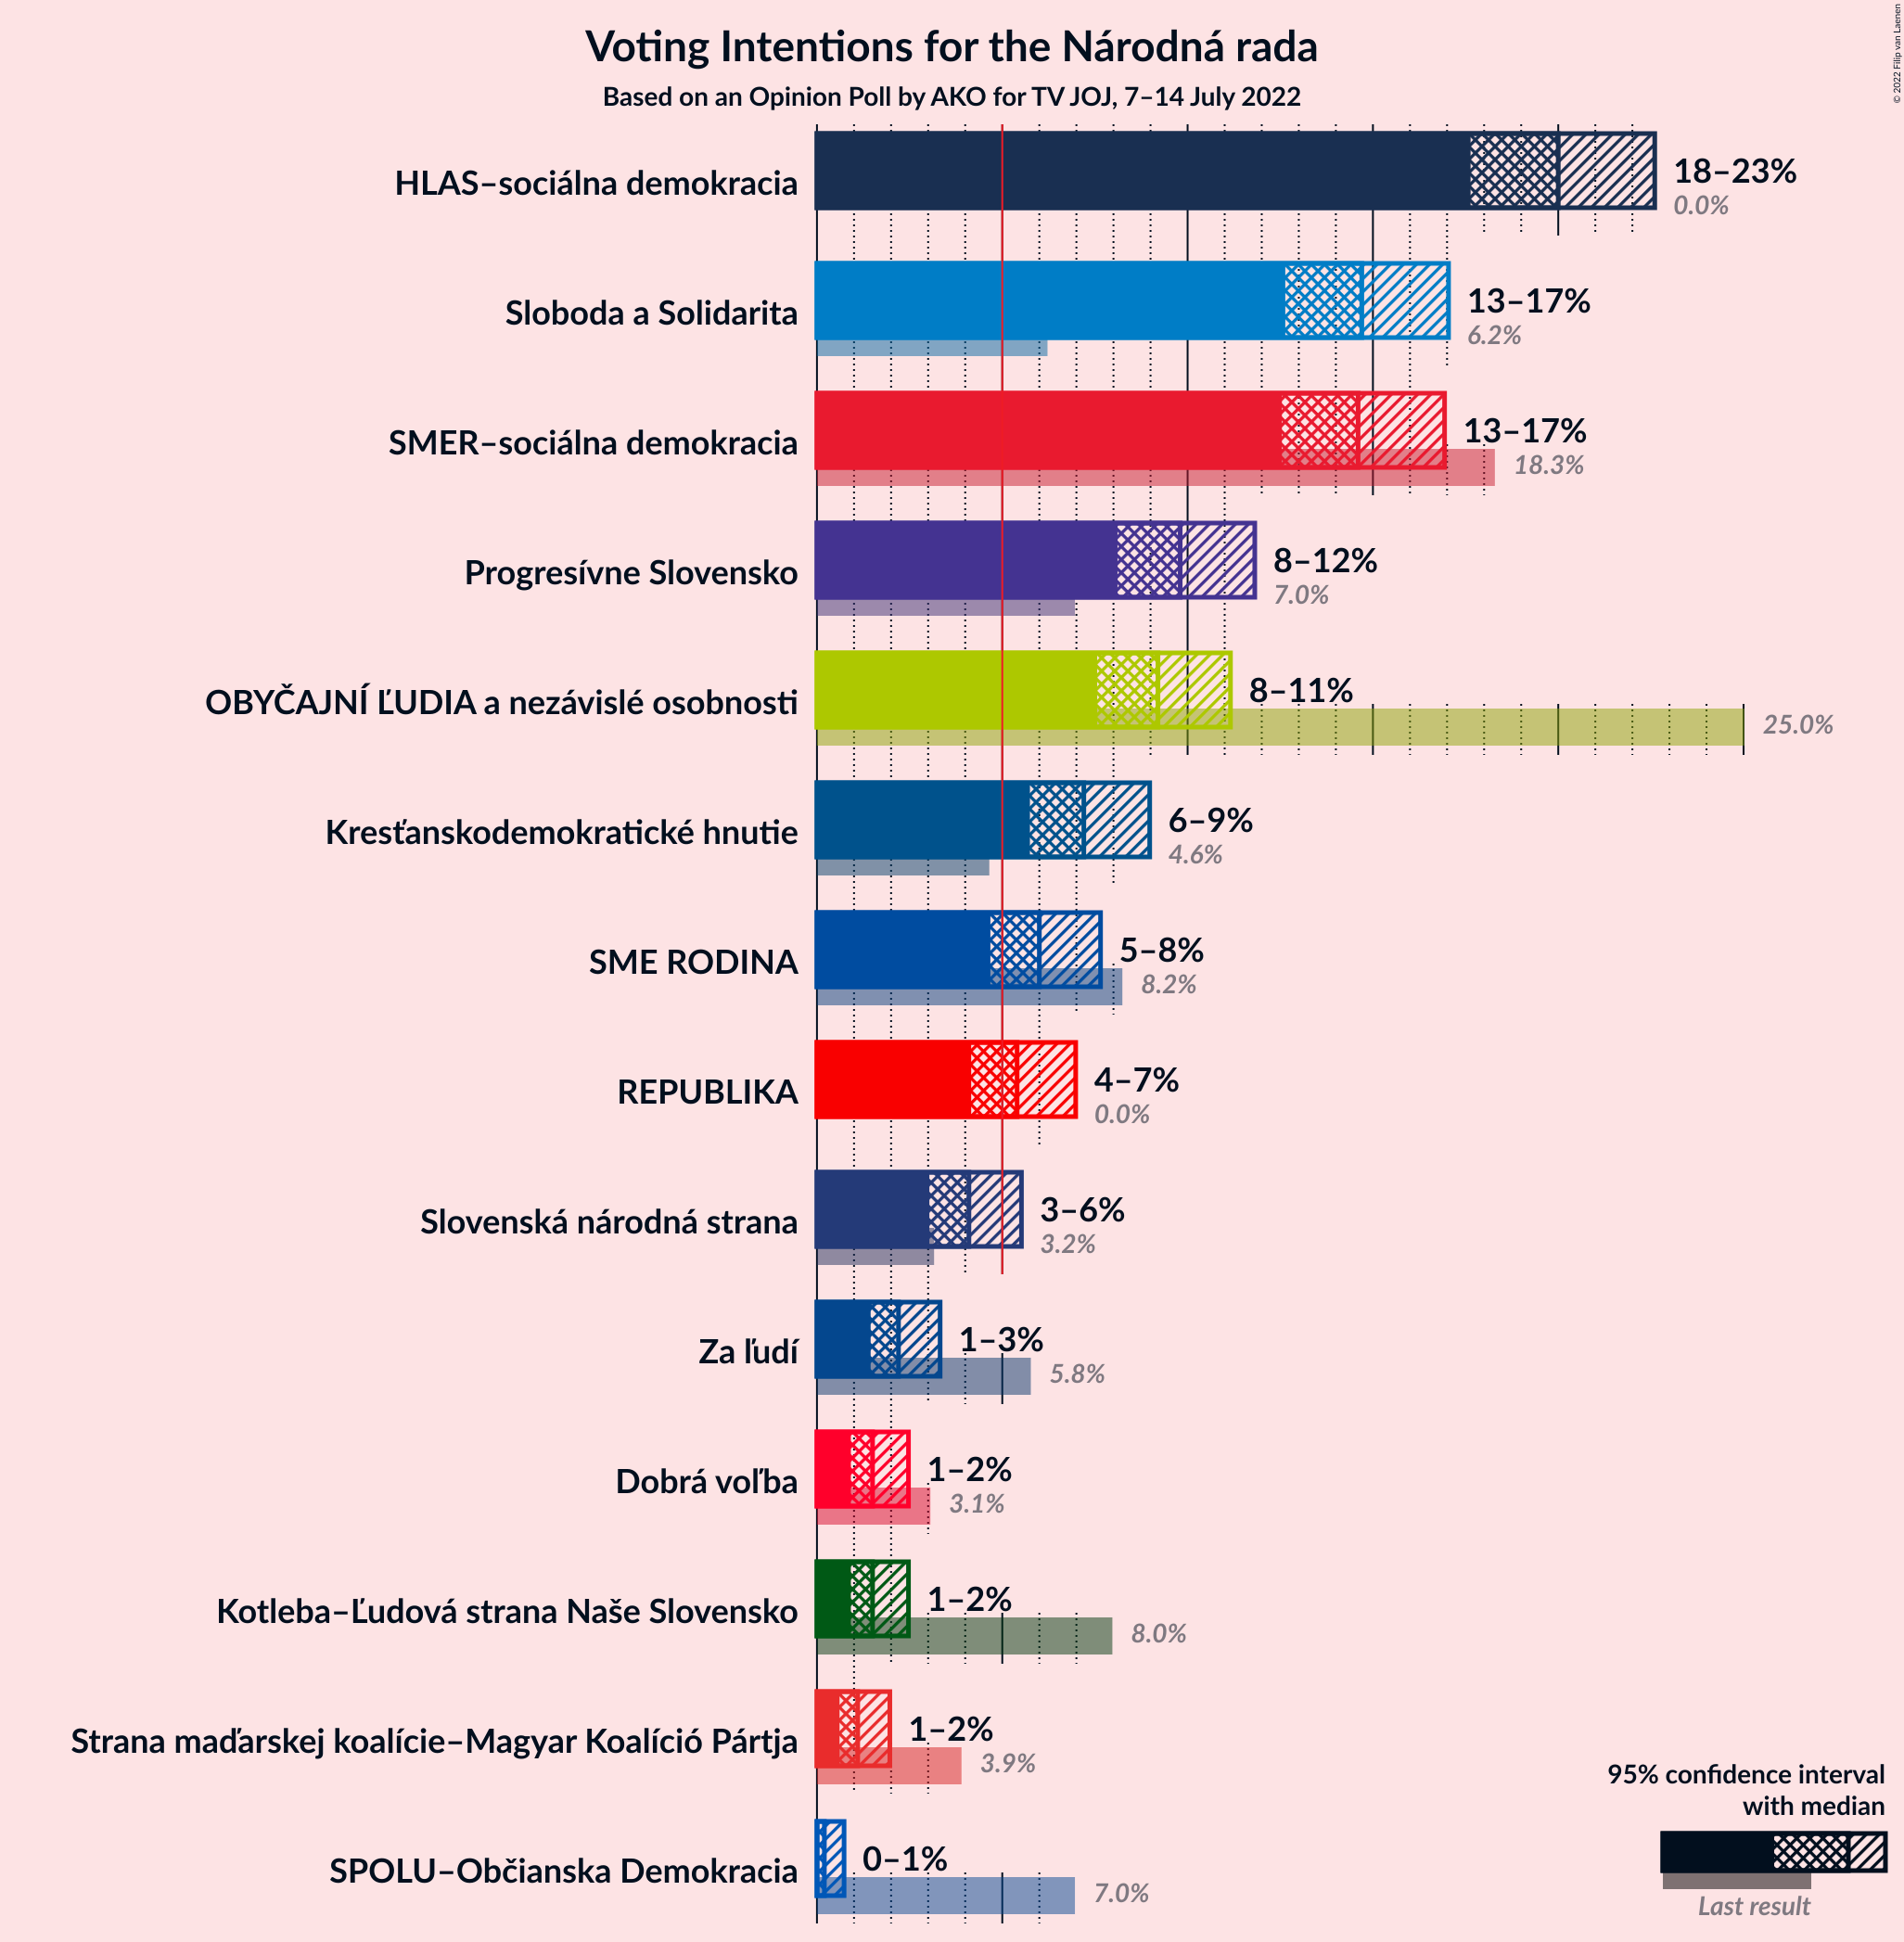 Voting Intentions for the Národná rada
Based on an Opinion Poll by AKO for TV JOJ, 7–14 July 2022
© 2022 Filip van Laenen
HLAS–sociálna demokracia
18–23%
0.0%
Sloboda a Solidarita
13–17%
6.2%
SMER–sociálna demokracia
13–17%
18.3%
Progresívne Slovensko
8–12%
7.0%
OBYČAJNÍ ĽUDIA a nezávislé osobnosti
8–11%
25.0%
Kresťanskodemokratické hnutie
6–9%
4.6%
SME RODINA
5–8%
8.2%
REPUBLIKA
4–7%
0.0%
Slovenská národná strana
3–6%
3.2%
Za ľudí
1–3%
5.8%
Dobrá voľba
1–2%
3.1%
Kotleba–Ľudová strana Naše Slovensko
1–2%
8.0%
Strana maďarskej koalície–Magyar Koalíció Pártja
1–2%
3.9%
SPOLU–Občianska Demokracia
0–1%
7.0%
95% confidence interval
with median
Last result